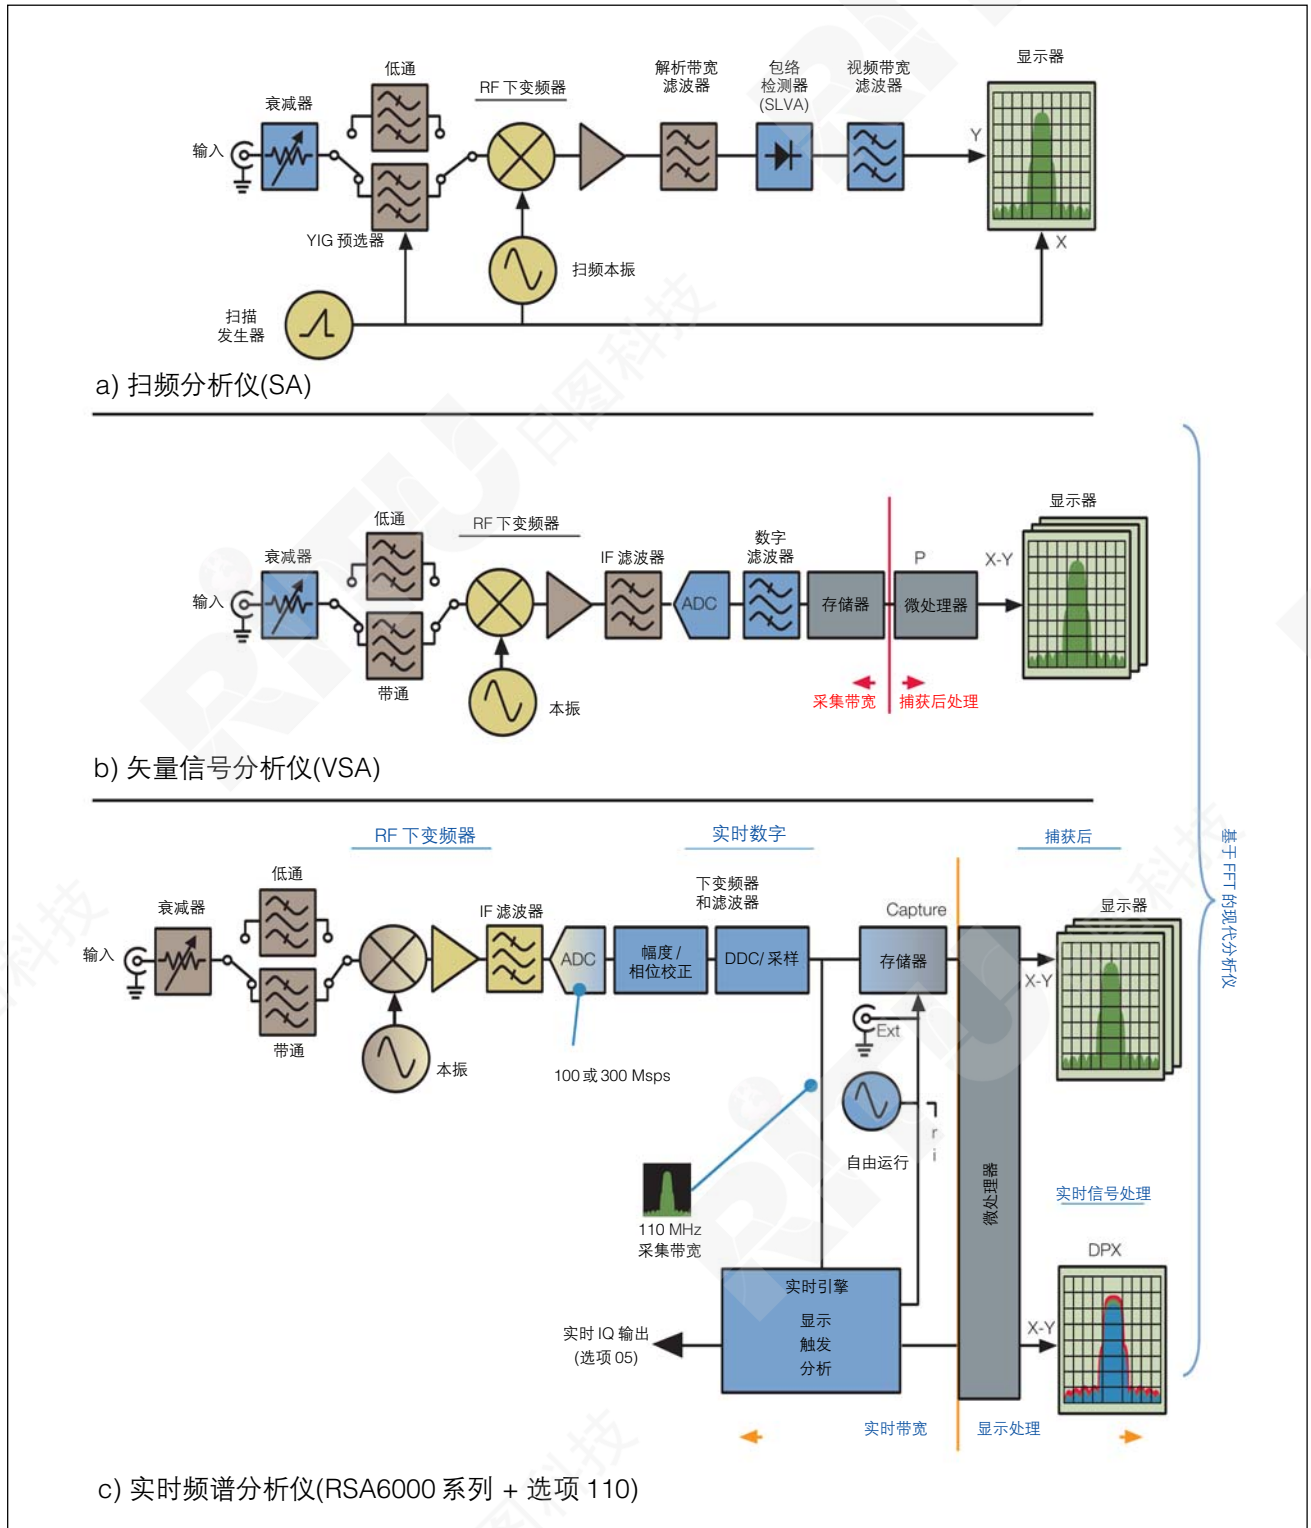 低通
RF 下变频器
解析带宽
滤波器
包络
检测器
(SLVA)
视频带宽
滤波器
显示器
衰减器
输入
Y
X
YIG 预选器
扫频本振
扫描
发生器
a) 扫频分析仪(SA)
低通
RF 下变频器
衰减器
IF 滤波器
数字
滤波器
P
X-Y
显示器
输入
ADC
存储器
微处理器
带通
本振
采集带宽
捕获后处理
b) 矢量信号分析仪(VSA)
RF 下变频器
实时数字
捕获后
基于 FFT 的现代分析仪
低通
衰减器
IF 滤波器
下变频器
和滤波器
Capture
显示器
输入
ADC
幅度 /
相位校正
DDC/ 采样
存储器
X-Y
Ext
带通
本振
100 或 300 Msps
r
i
自由运行
微处理器
110 MHz
采集带宽
实时信号处理
DPX
实时引擎
显示
触发
分析
实时 IQ 输出
(选项 05)
X-Y
实时带宽
显示处理
c) 实时频谱分析仪(RSA6000 系列 + 选项 110)
RITU 日图科技